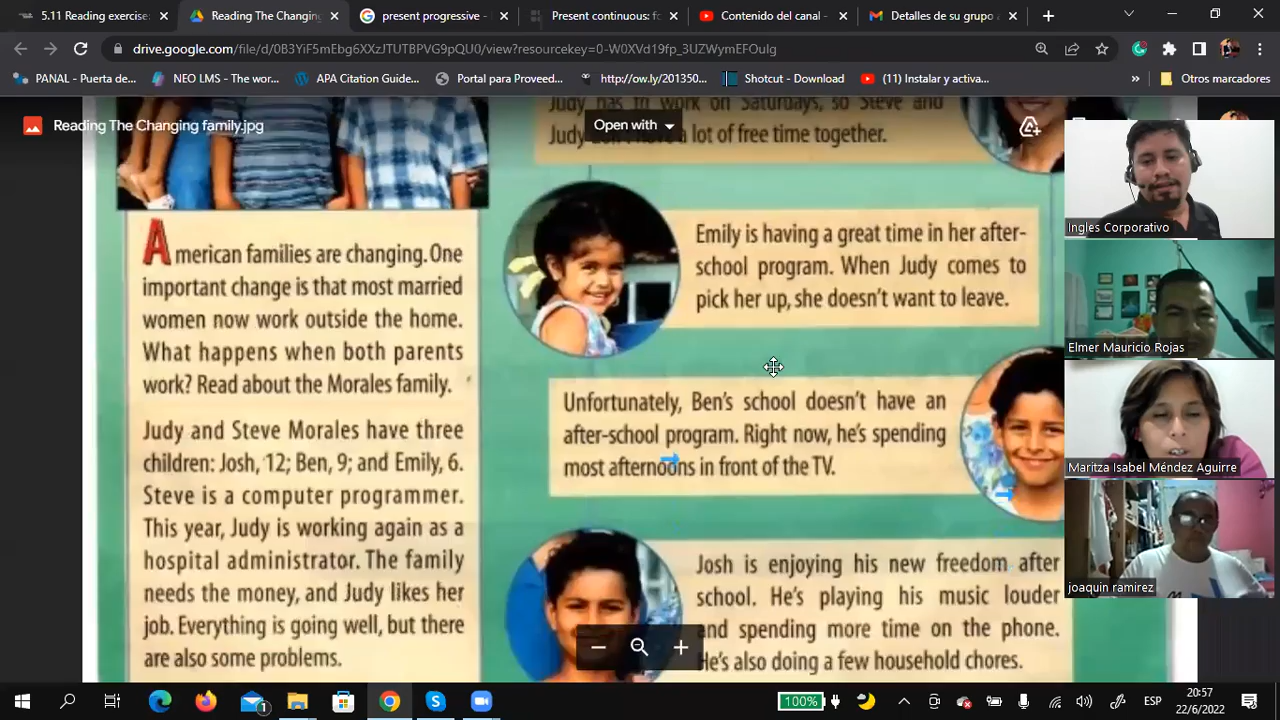 5.11 Reading exercise:
Reading The Changing
present progressive -
Present continuous: fo
Contenido del canal -
Detalles de su grupo
drive.google.com/file/d/0B3YiF5mEbg6XXzJTUTBPVG9pQU0/view?resourcekey=0-W0XVd19fp_3UZWymEFOulg
PANAL - Puerta de...
NEO LMS - The wor...
APA Citation Guide...
Portal para Proveed...
http://ow.ly/201350...
Shotcut - Download
(11) Instalar y activa...
»
Otros marcadores
Reading The Changing family.jpg
Open with
Judy has to work on Saturdays, so Steve and
Judy don't have a lot of free time together.
American families are changing. One
important change is that most married
women now work outside the home.
What happens when both parents
work? Read about the Morales family.
Judy and Steve Morales have three
children: Josh, 12; Ben, 9; and Emily, 6.
Steve is a computer programmer.
This year, Judy is working again as a
hospital administrator. The family
needs the money, and Judy likes her
job. Everything is going well, but there
are also some problems.
Emily is having a great time in her after-
school program. When Judy comes to
pick her up, she doesn't want to leave.
Unfortunately, Ben's school doesn't have an
after-school program. Right now, he's spending
most afternoons in front of the TV.
Josh is enjoying his new freedom after
school. He's playing his music louder
and spending more time on the phone.
He's also doing a few household chores.
Ingles Corporativo
Elmer Mauricio Rojas
Maritza Isabel Méndez Aguirre
joaquin ramirez
1
100%
ESP
20:57
22/6/2022